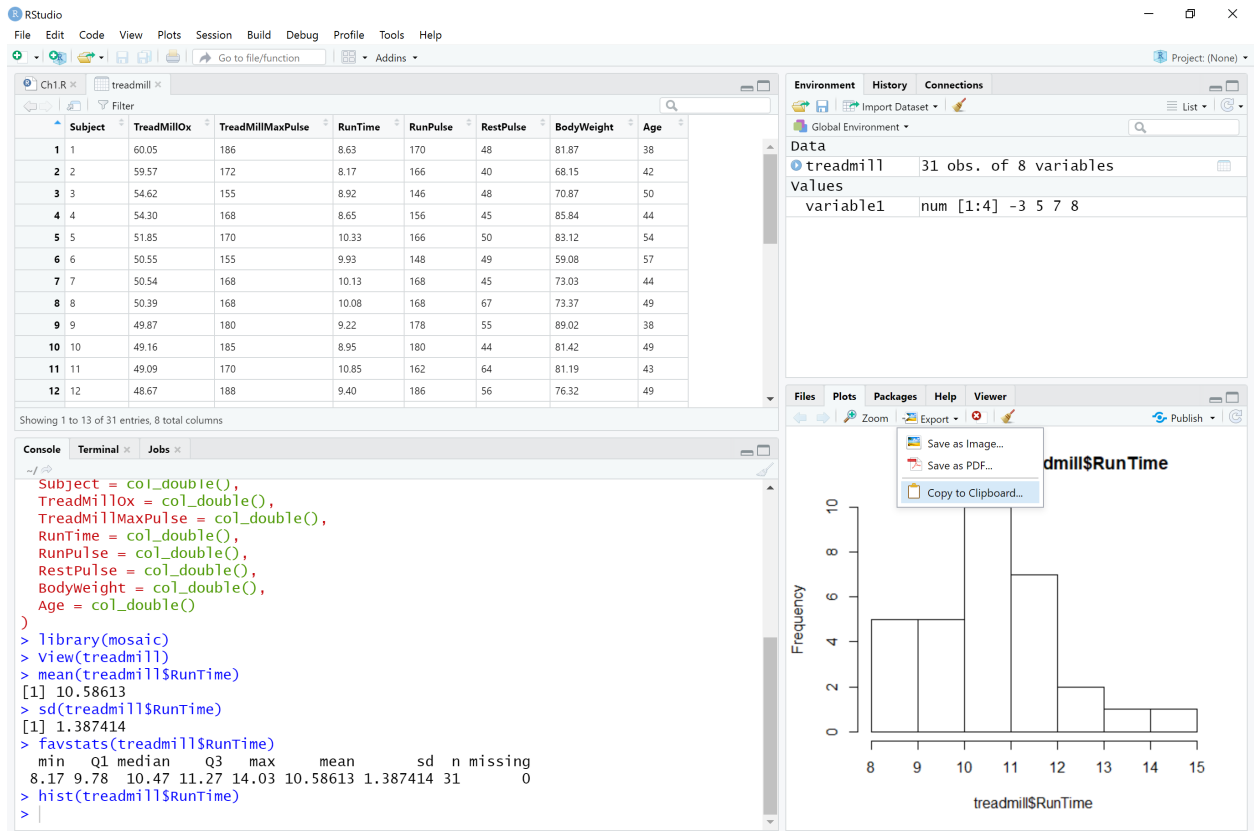 RStudio
File Edit Code View Plots Session Build Debug Profile Tools Help
Go to file/function Addins Project: (None)
Ch1.R treadmill
Filter
Subject TreadMillOx TreadMillMaxPulse RunTime RunPulse RestPulse BodyWeight Age
1 1 60.05 186 8.63 170 48 81.87 38
2 2 59.57 172 8.17 166 40 68.15 42
3 3 54.62 155 8.92 146 48 70.87 50
4 4 54.30 168 8.65 156 45 85.84 44
5 5 51.85 170 10.33 166 50 83.12 54
6 6 50.55 155 9.93 148 49 59.08 57
7 7 50.54 168 10.13 168 45 73.03 44
8 8 50.39 168 10.08 168 67 73.37 49
9 9 49.87 180 9.22 178 55 89.02 38
10 10 49.16 185 8.95 180 44 81.42 49
11 11 49.09 170 10.85 162 64 81.19 43
12 12 48.67 188 9.40 186 56 76.32 49
Showing 1 to 13 of 31 entries, 8 total columns
Console Terminal Jobs
~/
Subject = col_double(),
TreadMillOx = col_double(),
TreadMillMaxPulse = col_double(),
RunTime = col_double(),
RunPulse = col_double(),
RestPulse = col_double(),
BodyWeight = col_double(),
Age = col_double()
)
> library(mosaic)
> View(treadmill)
> mean(treadmill$RunTime)
[1] 10.58613
> sd(treadmill$RunTime)
[1] 1.387414
> favstats(treadmill$RunTime)
min Q1 median Q3 max mean sd n missing
8.17 9.78 10.47 11.27 14.03 10.58613 1.387414 31 0
> hist(treadmill$RunTime)
>
Environment History Connections
Import Dataset List
Global Environment
Data
treadmill 31 obs. of 8 variables
Values
variable1 num [1:4] -3 5 7 8
Files Plots Packages Help Viewer
Zoom Export Publish
Save as Image...
Save as PDF...
Copy to Clipboard...
dmill$RunTime
Frequency
10
8
6
4
2
0
8 9 10 11 12 13 14 15
treadmill$RunTime